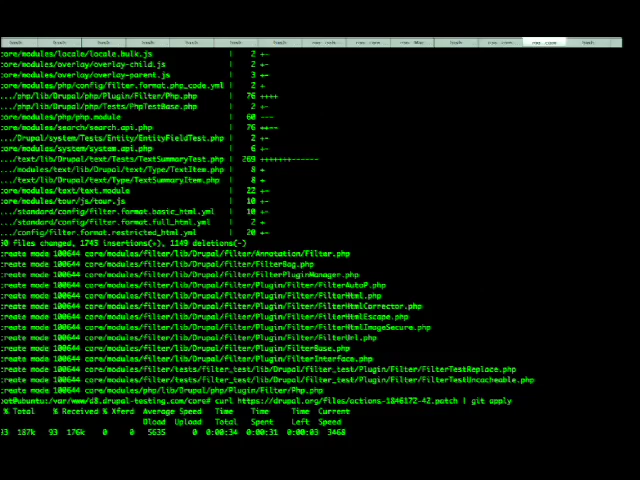 core/modules/locale/locale.bulk.js | 2 +-
core/modules/overlay/overlay-child.js | 2 +-
core/modules/overlay/overlay-parent.js | 3 +-
core/modules/php/config/filter.format.php_code.yml | 2 +-
.../php/lib/Drupal/php/Plugin/Filter/Php.php | 76 ++++
.../php/lib/Drupal/php/Tests/PhpTestBase.php | 2 +-
core/modules/php/php.module | 60 ---
core/modules/search/search.api.php | 76 ++--
.../Drupal/system/Tests/Entity/EntityFieldTest.php | 2 +-
core/modules/system/system.api.php | 6 +-
.../text/lib/Drupal/text/Tests/TextSummaryTest.php | 269 +++++++------
.../modules/text/lib/Drupal/text/Type/TextItem.php | 8 +
.../text/lib/Drupal/text/Type/TextSummaryItem.php | 8 +
core/modules/text/text.module | 22 +-
core/modules/tour/js/tour.js | 10 +-
.../standard/config/filter.format.basic_html.yml | 10 +-
.../standard/config/filter.format.full_html.yml | 2 +
.../config/filter.format.restricted_html.yml | 20 +-
60 files changed, 1745 insertions(+), 1149 deletions(-)
create mode 100644 core/modules/filter/lib/Drupal/filter/Annotation/Filter.php
create mode 100644 core/modules/filter/lib/Drupal/filter/FilterBag.php
create mode 100644 core/modules/filter/lib/Drupal/filter/FilterPluginManager.php
create mode 100644 core/modules/filter/lib/Drupal/filter/Plugin/Filter/FilterAutoP.php
create mode 100644 core/modules/filter/lib/Drupal/filter/Plugin/Filter/FilterHtml.php
create mode 100644 core/modules/filter/lib/Drupal/filter/Plugin/Filter/FilterHtmlCorrector.php
create mode 100644 core/modules/filter/lib/Drupal/filter/Plugin/Filter/FilterHtmlEscape.php
create mode 100644 core/modules/filter/lib/Drupal/filter/Plugin/Filter/FilterHtmlImageSecure.php
create mode 100644 core/modules/filter/lib/Drupal/filter/Plugin/Filter/FilterUrl.php
create mode 100644 core/modules/filter/lib/Drupal/filter/Plugin/FilterBase.php
create mode 100644 core/modules/filter/lib/Drupal/filter/Plugin/FilterInterface.php
create mode 100644 core/modules/filter/tests/filter_test/lib/Drupal/filter_test/Plugin/Filter/FilterTestReplace.php
create mode 100644 core/modules/filter/tests/filter_test/lib/Drupal/filter_test/Plugin/Filter/FilterTestUncacheable.php
create mode 100644 core/modules/php/lib/Drupal/php/Plugin/Filter/Php.php
oot@ubuntu:/var/www/d8.drupal-testing.com/core# curl https://drupal.org/files/actions-1846172-42.patch | git apply
% Total % Received % Xferd Average Speed Time Time Time Current
Dload Upload Total Spent Left Speed
93 187k 93 176k 0 0 5635 0 0:00:34 0:00:31 0:00:03 3468